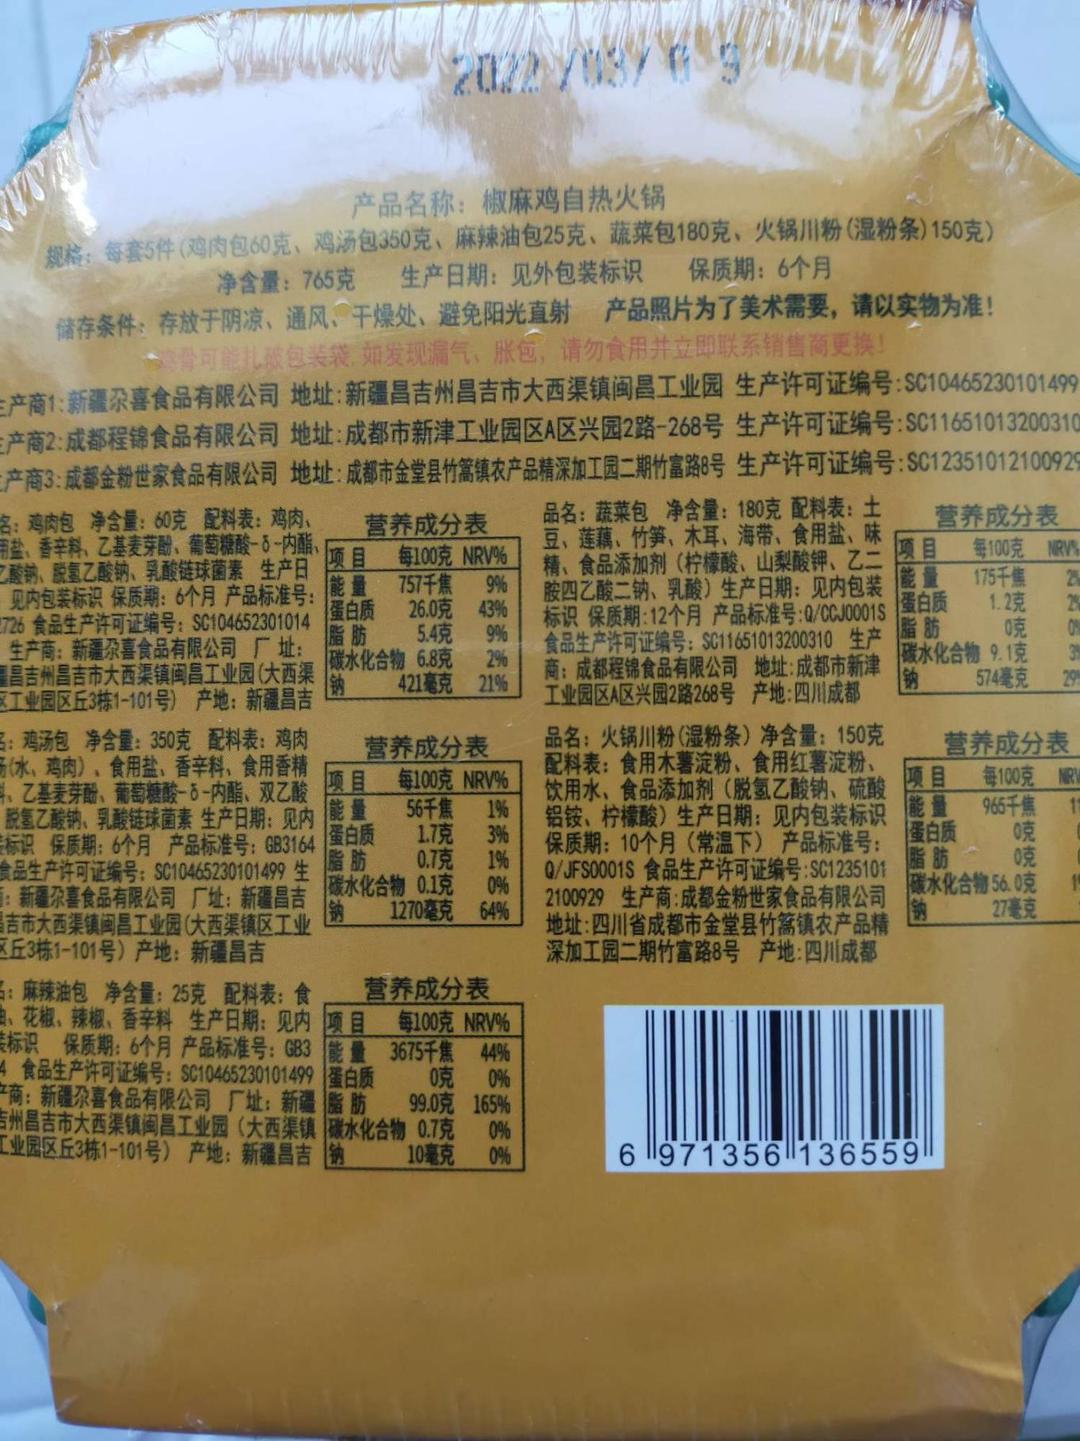 2022/03/09
产品名称：椒麻鸡自热火锅
规格：每套5件(鸡肉包60克、鸡汤包350克、麻辣油包25克、蔬菜包180克、火锅川粉(湿粉条)150克)
净含量：765克 生产日期：见外包装标识 保质期：6个月
储存条件：存放于阴凉、通风、干燥处、避免阳光直射 产品照片为了美术需要，请以实物为准！
鸡骨可能扎破包装袋，如发现漏气、胀包，请勿食用并立即联系销售商更换！
产商1:新疆尕喜食品有限公司 地址:新疆昌吉州昌吉市大西渠镇闽昌工业园 生产许可证编号:SC10465230101499
产商2:成都程锦食品有限公司 地址:成都市新津工业园区A区兴园2路-268号 生产许可证编号:SC11651013200310
产商3:成都金粉世家食品有限公司 地址:成都市金堂县竹篙镇农产品精深加工园二期竹富路8号 生产许可证编号:SC12351012100929
名：鸡肉包 净含量：60克 配料表：鸡肉、
用盐、香辛料、乙基麦芽酚、葡萄糖酸-δ-内酯、
乙酸钠、脱氢乙酸钠、乳酸链球菌素 生产日
见内包装标识 保质期：6个月 产品标准号：
2726 食品生产许可证编号：SC104652301014
生产商：新疆尕喜食品有限公司 厂址：
疆昌吉州昌吉市大西渠镇闽昌工业园(大西渠
区工业园区丘3栋1-101号) 产地：新疆昌吉
营养成分表
项目 每100克 NRV%
能量 757千焦 9%
蛋白质 26.0克 43%
脂肪 5.4克 9%
碳水化合物 6.8克 2%
钠 421毫克 21%
品名：蔬菜包 净含量：180克 配料表：土
豆、莲藕、竹笋、木耳、海带、食用盐、味
精、食品添加剂（柠檬酸、山梨酸钾、乙二
胺四乙酸二钠、乳酸）生产日期：见内包装
标识 保质期:12个月 产品标准号:Q/CCJ0001S
食品生产许可证编号：SC11651013200310 生产
商：成都程锦食品有限公司 地址:成都市新津
工业园区A区兴园2路268号 产地:四川成都
营养成分表
项目 每100克 NRV%
能量 175千焦 2%
蛋白质 1.2克 2%
脂肪 0克 0%
碳水化合物 9.1克 3%
钠 574毫克 29%
名：鸡汤包 净含量：350克 配料表：鸡肉
汤(水、鸡肉)、食用盐、香辛料、食用香精
料、乙基麦芽酚、葡萄糖酸-δ-内酯、双乙酸
脱氢乙酸钠、乳酸链球菌素 生产日期：见内
装标识 保质期：6个月 产品标准号：GB3164
食品生产许可证编号：SC10465230101499 生
：新疆尕喜食品有限公司 厂址：新疆昌吉
昌吉市大西渠镇闽昌工业园(大西渠镇区工业
区丘3栋1-101号) 产地：新疆昌吉
营养成分表
项目 每100克 NRV%
能量 56千焦 1%
蛋白质 1.7克 3%
脂肪 0.7克 1%
碳水化合物 0.1克 0%
钠 1270毫克 64%
品名：火锅川粉(湿粉条) 净含量：150克
配料表：食用木薯淀粉、食用红薯淀粉、
饮用水、食品添加剂（脱氢乙酸钠、硫酸
铝铵、柠檬酸）生产日期：见内包装标识
保质期：10个月（常温下） 产品标准号：
Q/JFS0001S 食品生产许可证编号:SC1235101
2100929 生产商:成都金粉世家食品有限公司
地址:四川省成都市金堂县竹篙镇农产品精
深加工园二期竹富路8号 产地:四川成都
营养成分表
项目 每100克 NRV
能量 965千焦 11
蛋白质 0克
脂肪 0克
碳水化合物 56.0克
钠 27毫克
名：麻辣油包 净含量：25克 配料表：食
油、花椒、辣椒、香辛料 生产日期：见内
装标识 保质期：6个月 产品标准号：GB3
4 食品生产许可证编号：SC10465230101499
产商：新疆尕喜食品有限公司 厂址：新疆
吉州昌吉市大西渠镇闽昌工业园（大西渠镇
工业园区丘3栋1-101号） 产地：新疆昌吉
营养成分表
项目 每100克 NRV%
能量 3675千焦 44%
蛋白质 0克 0%
脂肪 99.0克 165%
碳水化合物 0.7克 0%
钠 10毫克 0%
6 971356 136559